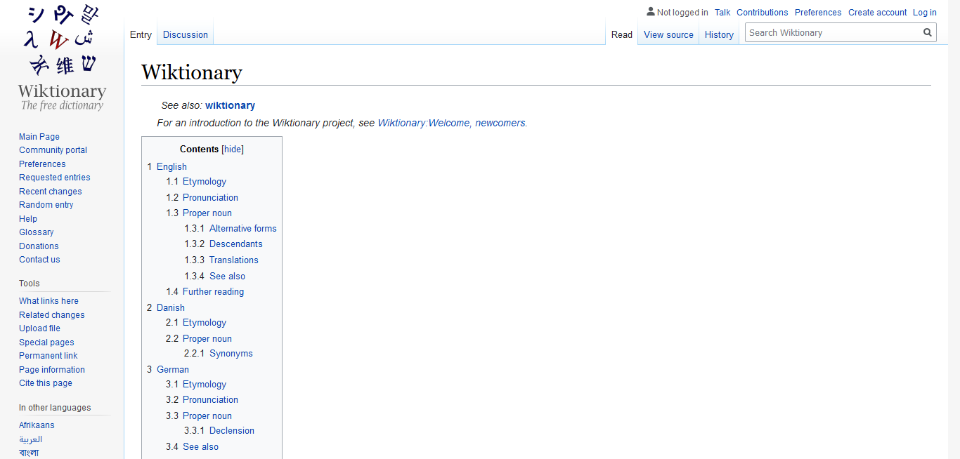 シ
Wiktionary
The free dictionary
Main Page
Community portal
Preferences
Requested entries
Recent changes
Random entry
Help
Glossary
Donations
Contact us
Tools
What links here
Related changes
Upload file
Special pages
Permanent link
Page information
Cite this page
In other languages
Afrikaans
العربية
বাংলা
Not logged in Talk Contributions Preferences Create account Log in
Entry Discussion Read View source History Search Wiktionary
Wiktionary
See also: wiktionary
For an introduction to the Wiktionary project, see Wiktionary:Welcome, newcomers.
Contents [hide]
1 English
1.1 Etymology
1.2 Pronunciation
1.3 Proper noun
1.3.1 Alternative forms
1.3.2 Descendants
1.3.3 Translations
1.3.4 See also
1.4 Further reading
2 Danish
2.1 Etymology
2.2 Proper noun
2.2.1 Synonyms
3 German
3.1 Etymology
3.2 Pronunciation
3.3 Proper noun
3.3.1 Declension
3.4 See also